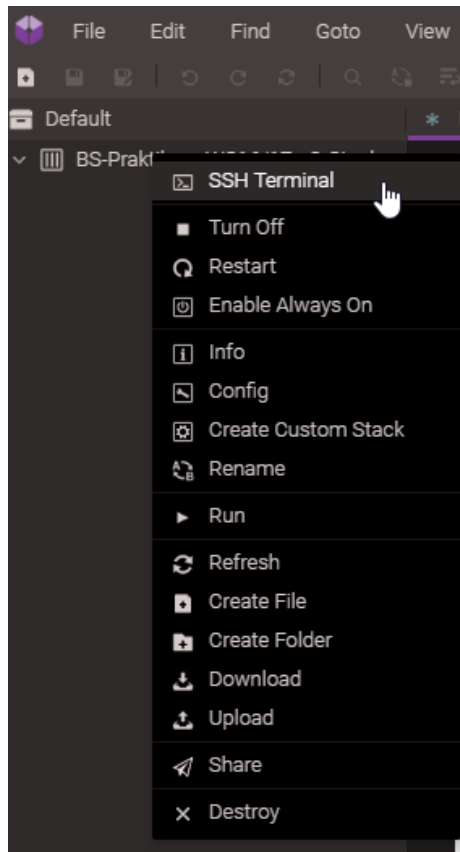 File Edit Find Goto View
Default
BS-Prakt
SSH Terminal
Turn Off
Restart
Enable Always On
Info
Config
Create Custom Stack
Rename
Run
Refresh
Create File
Create Folder
Download
Upload
Share
Destroy